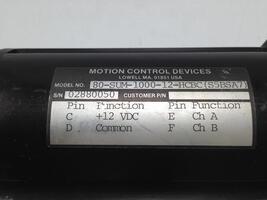 MOTION CONTROL DEVICES
LOWELL MA. 01851 USA
MODEL NO. 80-SUM-1000-12-HCBC(S5BSA7)
S/N 02880050 CUSTOMER P/N
Pin Function Pin Function
C +12 VDC E Ch A
D Common F Ch B